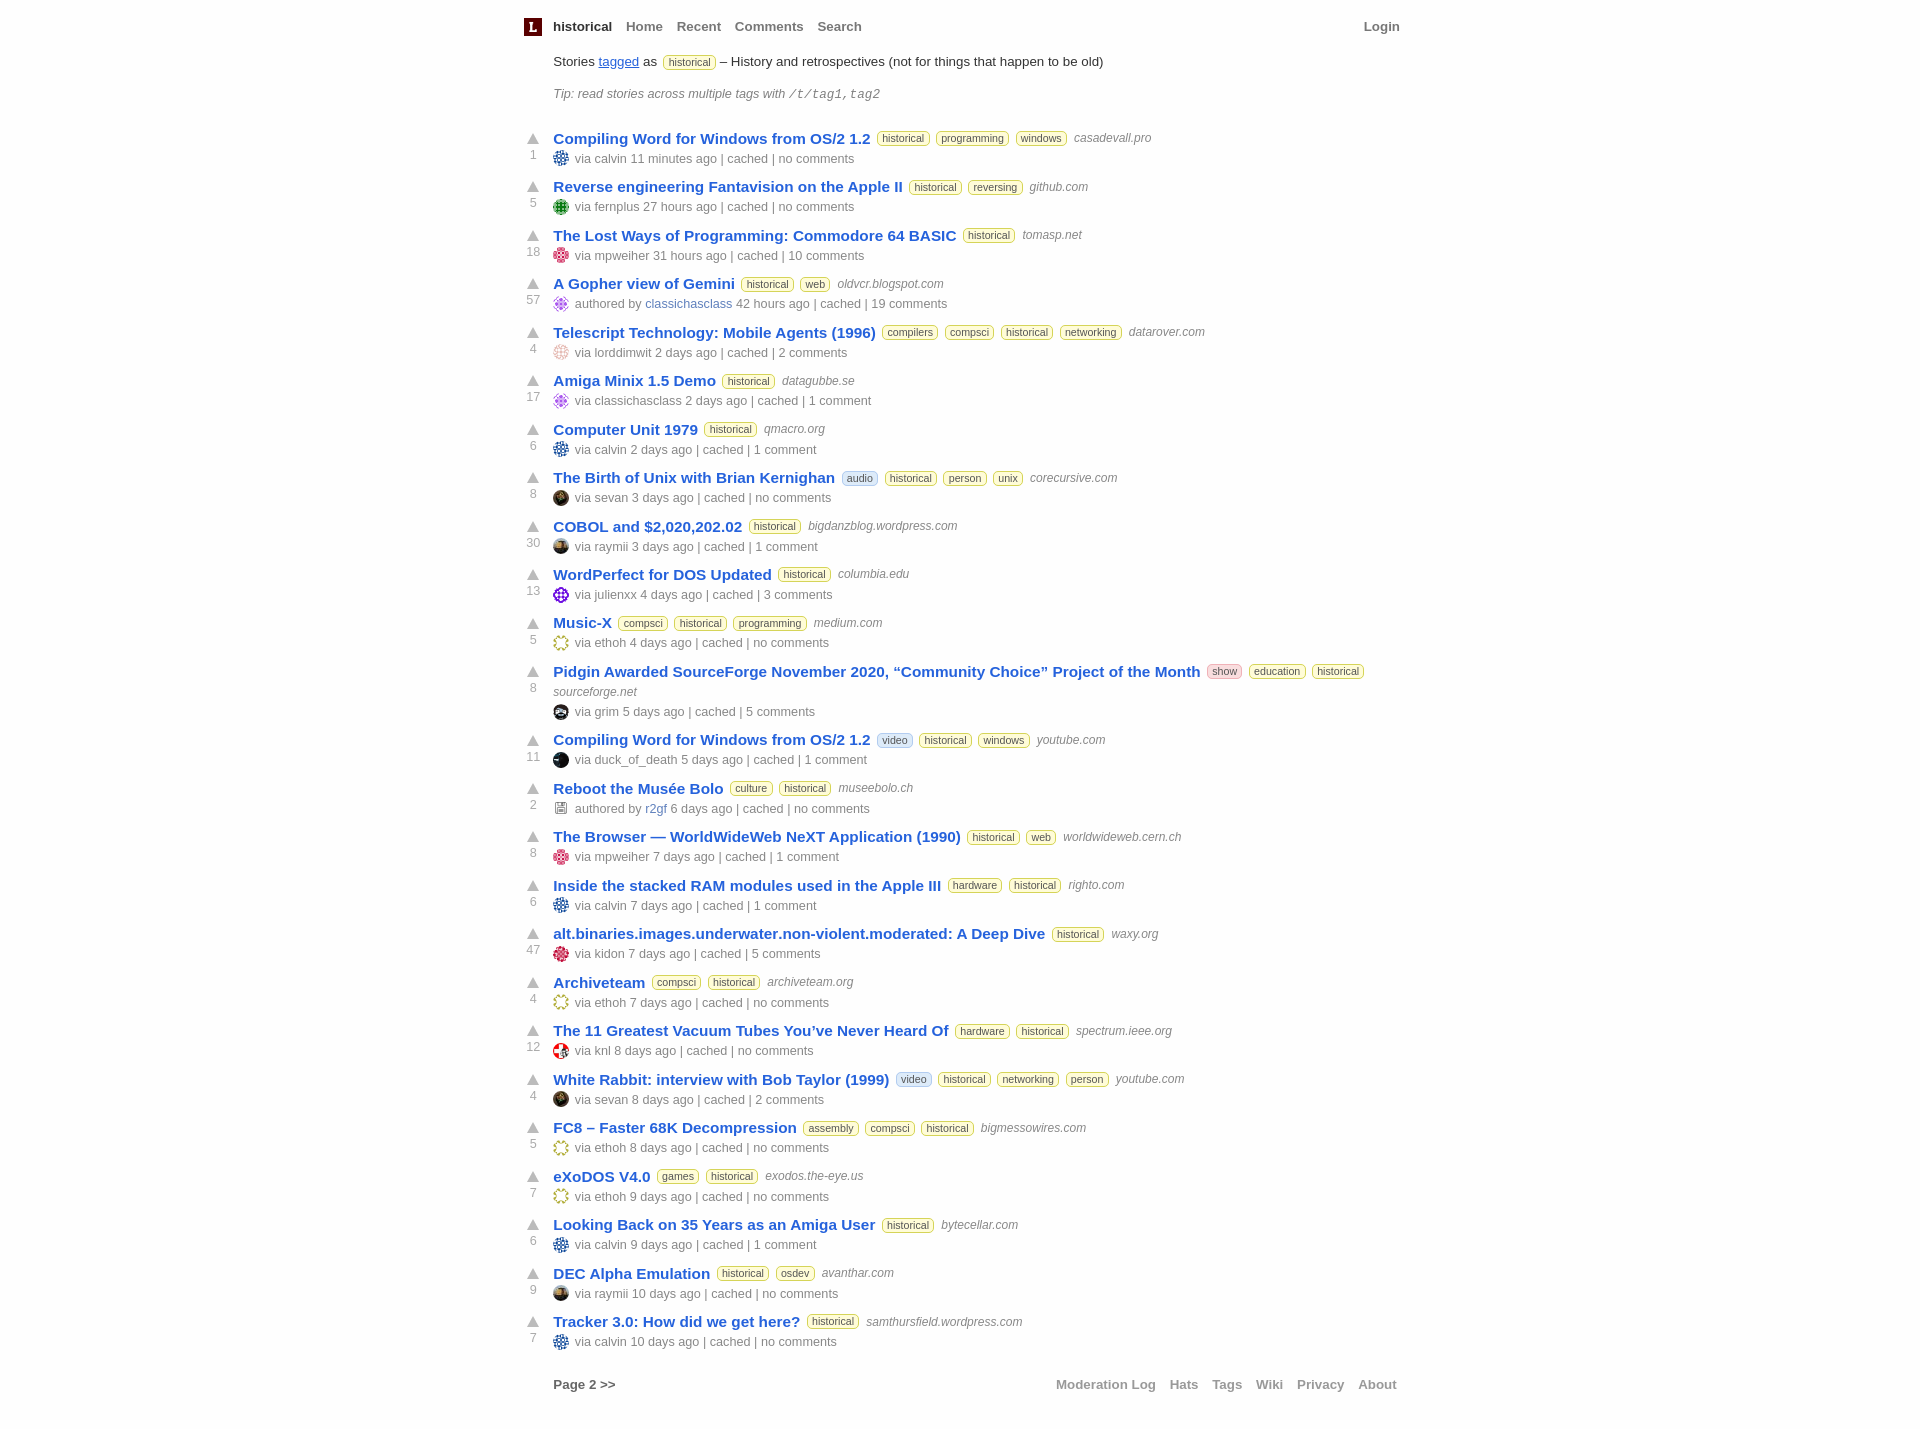 L historical Home Recent Comments Search Login
Stories tagged as historical – History and retrospectives (not for things that happen to be old)
Tip: read stories across multiple tags with /t/tag1,tag2
Compiling Word for Windows from OS/2 1.2 historical programming windows casadevall.pro
1 via calvin 11 minutes ago | cached | no comments
Reverse engineering Fantavision on the Apple II historical reversing github.com
5 via fernplus 27 hours ago | cached | no comments
The Lost Ways of Programming: Commodore 64 BASIC historical tomasp.net
18 via mpweiher 31 hours ago | cached | 10 comments
A Gopher view of Gemini historical web oldvcr.blogspot.com
57 authored by classichasclass 42 hours ago | cached | 19 comments
Telescript Technology: Mobile Agents (1996) compilers compsci historical networking datarover.com
4 via lorddimwit 2 days ago | cached | 2 comments
Amiga Minix 1.5 Demo historical datagubbe.se
17 via classichasclass 2 days ago | cached | 1 comment
Computer Unit 1979 historical qmacro.org
6 via calvin 2 days ago | cached | 1 comment
The Birth of Unix with Brian Kernighan audio historical person unix corecursive.com
8 via sevan 3 days ago | cached | no comments
COBOL and $2,020,202.02 historical bigdanzblog.wordpress.com
30 via raymii 3 days ago | cached | 1 comment
WordPerfect for DOS Updated historical columbia.edu
13 via julienxx 4 days ago | cached | 3 comments
Music-X compsci historical programming medium.com
5 via ethoh 4 days ago | cached | no comments
Pidgin Awarded SourceForge November 2020, “Community Choice” Project of the Month show education historical
8 sourceforge.net
via grim 5 days ago | cached | 5 comments
Compiling Word for Windows from OS/2 1.2 video historical windows youtube.com
11 via duck_of_death 5 days ago | cached | 1 comment
Reboot the Musée Bolo culture historical museebolo.ch
2 authored by r2gf 6 days ago | cached | no comments
The Browser — WorldWideWeb NeXT Application (1990) historical web worldwideweb.cern.ch
8 via mpweiher 7 days ago | cached | 1 comment
Inside the stacked RAM modules used in the Apple III hardware historical righto.com
6 via calvin 7 days ago | cached | 1 comment
alt.binaries.images.underwater.non-violent.moderated: A Deep Dive historical waxy.org
47 via kidon 7 days ago | cached | 5 comments
Archiveteam compsci historical archiveteam.org
4 via ethoh 7 days ago | cached | no comments
The 11 Greatest Vacuum Tubes You’ve Never Heard Of hardware historical spectrum.ieee.org
12 via knl 8 days ago | cached | no comments
White Rabbit: interview with Bob Taylor (1999) video historical networking person youtube.com
4 via sevan 8 days ago | cached | 2 comments
FC8 – Faster 68K Decompression assembly compsci historical bigmessowires.com
5 via ethoh 8 days ago | cached | no comments
eXoDOS V4.0 games historical exodos.the-eye.us
7 via ethoh 9 days ago | cached | no comments
Looking Back on 35 Years as an Amiga User historical bytecellar.com
6 via calvin 9 days ago | cached | 1 comment
DEC Alpha Emulation historical osdev avanthar.com
9 via raymii 10 days ago | cached | no comments
Tracker 3.0: How did we get here? historical samthursfield.wordpress.com
7 via calvin 10 days ago | cached | no comments
Page 2 >> Moderation Log Hats Tags Wiki Privacy About